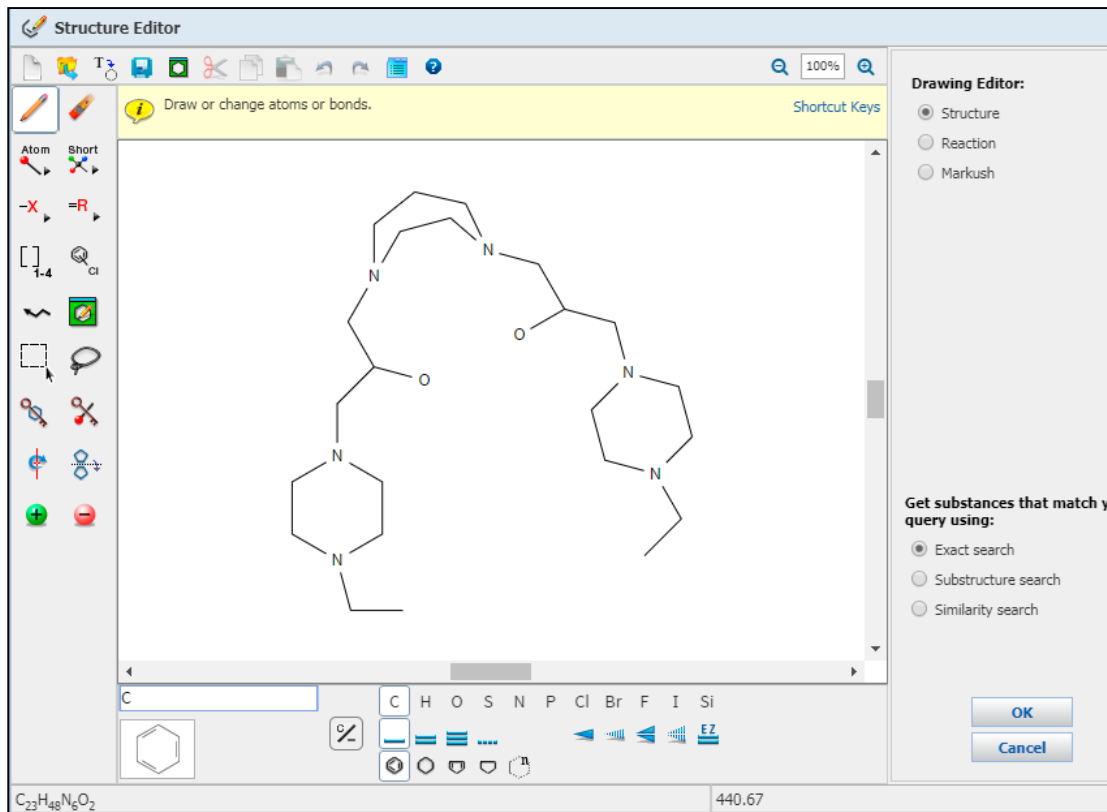 Structure Editor
T
100%
Drawing Editor:
Draw or change atoms or bonds.
Shortcut Keys
Structure
Reaction
Markush
Atom
Short
-X
=R
[ ]
1-4
Cl
N
N
O
O
N
N
N
N
Get substances that match y
query using:
Exact search
Substructure search
Similarity search
C
C H O S N P Cl Br F I Si
C/-
EZ
n
OK
Cancel
C23H48N6O2
440.67